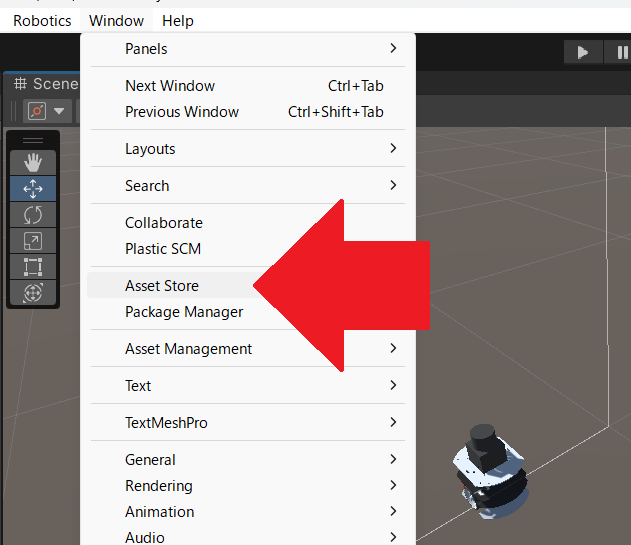 Robotics Window Help
Panels
Scene
Next Window Ctrl+Tab
Previous Window Ctrl+Shift+Tab
Layouts
Search
Collaborate
Plastic SCM
Asset Store
Package Manager
Asset Management
Text
TextMeshPro
General
Rendering
Animation
Audio